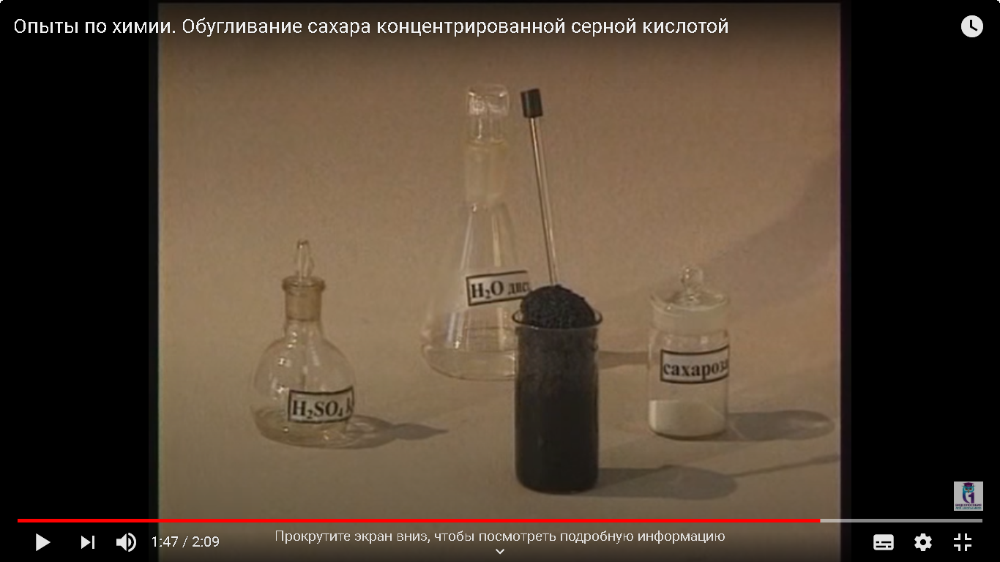 Опыты по химии. Обугливание сахара концентрированной серной кислотой
H₂O дис
H₂SO₄ k
сахароза
1:47 / 2:09
Прокрутите экран вниз, чтобы посмотреть подробную информацию